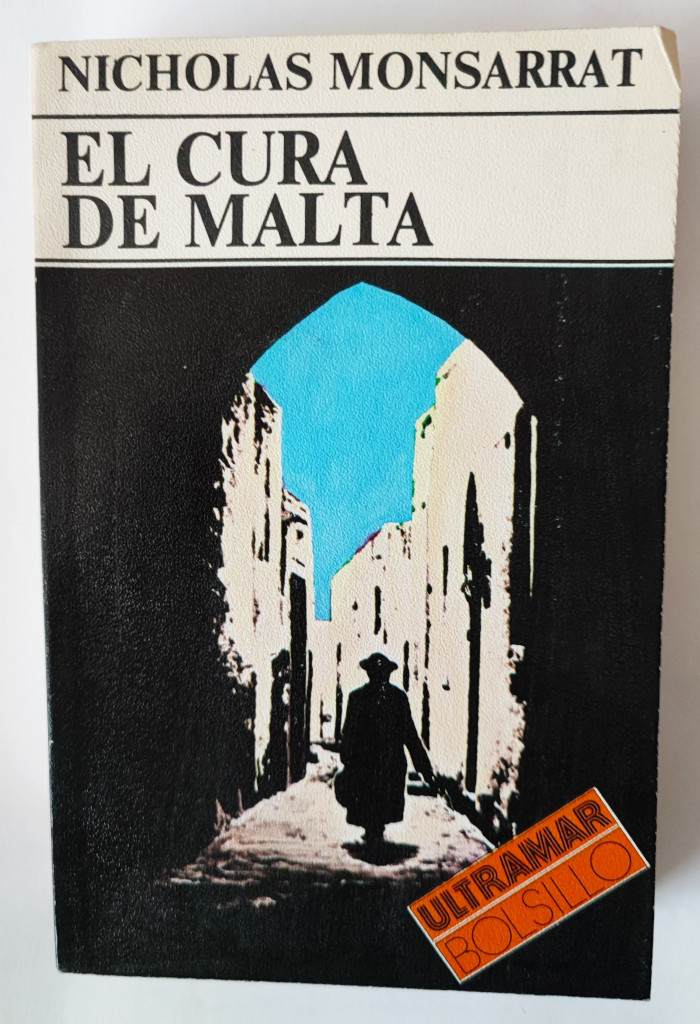 NICHOLAS MONSARRAT
EL CURA
DE MALTA
ULTRAMAR
BOLSILLO